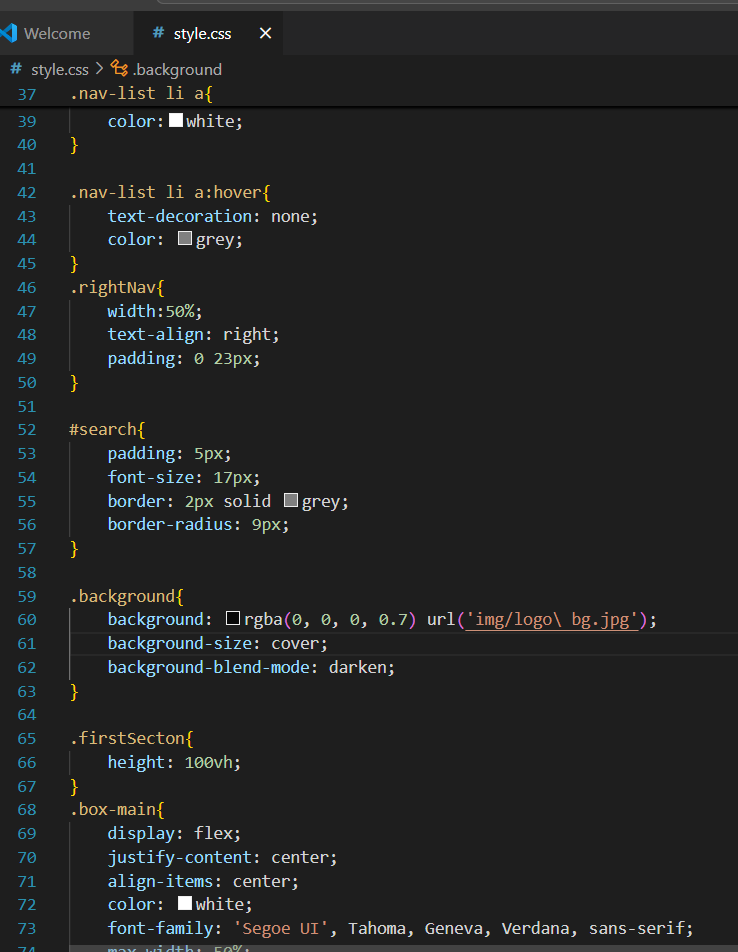 Welcome
# style.css ×
# style.css > .background
37 .nav-list li a{
39 color: white;
40 }
41
42 .nav-list li a:hover{
43 text-decoration: none;
44 color: grey;
45 }
46 .rightNav{
47 width:50%;
48 text-align: right;
49 padding: 0 23px;
50 }
51
52 #search{
53 padding: 5px;
54 font-size: 17px;
55 border: 2px solid grey;
56 border-radius: 9px;
57 }
58
59 .background{
60 background: rgba(0, 0, 0, 0.7) url('img/logo\ bg.jpg');
61 background-size: cover;
62 background-blend-mode: darken;
63 }
64
65 .firstSecton{
66 height: 100vh;
67 }
68 .box-main{
69 display: flex;
70 justify-content: center;
71 align-items: center;
72 color: white;
73 font-family: 'Segoe UI', Tahoma, Geneva, Verdana, sans-serif;
74 max-width: 50%;